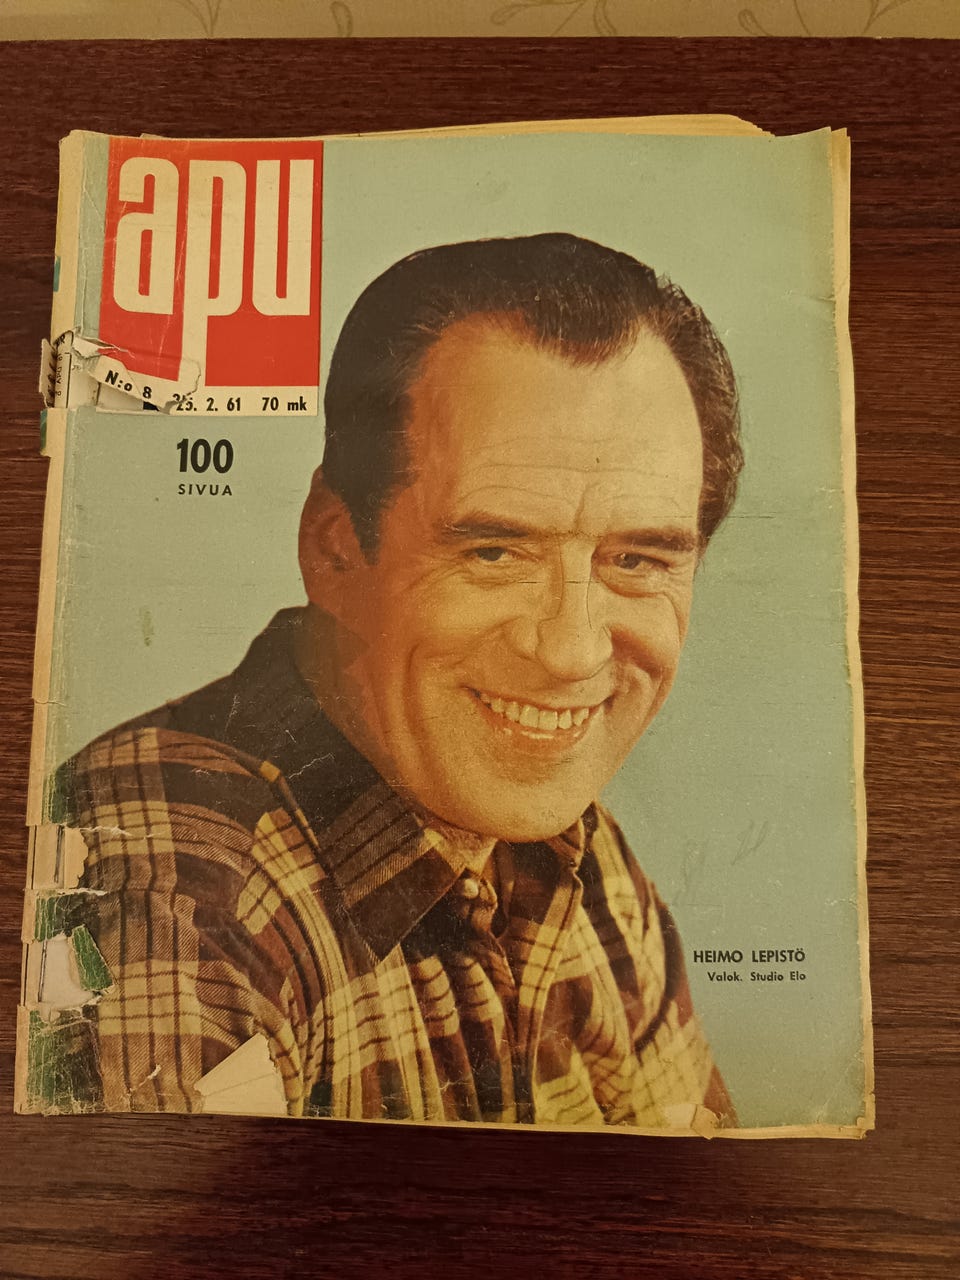 apu
N:o 8
25. 2. 61 70 mk
100
SIVUA
HEIMO LEPISTÖ
Valok. Studio Elo